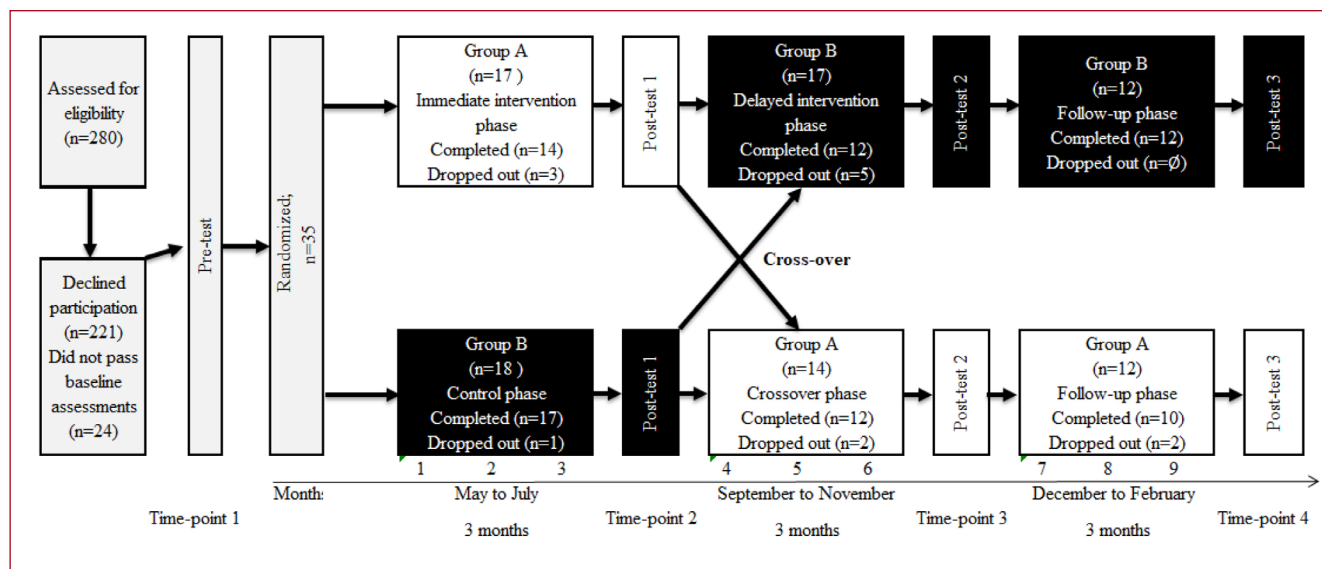 Assessed for
eligibility
(n=280)
Declined
participation
(n=221)
Did not pass
baseline
assessments
(n=24)
Pre-test
Randomized;
n=35
Group A
(n=17 )
Immediate intervention
phase
Completed (n=14)
Dropped out (n=3)
Post-test 1
Group B
(n=17)
Delayed intervention
phase
Completed (n=12)
Dropped out (n=5)
Post-test 2
Group B
(n=12)
Follow-up phase
Completed (n=12)
Dropped out (n=Ø)
Post-test 3
Cross-over
Group B
(n=18 )
Control phase
Completed (n=17)
Dropped out (n=1)
Post-test 1
Group A
(n=14)
Crossover phase
Completed (n=12)
Dropped out (n=2)
Post-test 2
Group A
(n=12)
Follow-up phase
Completed (n=10)
Dropped out (n=2)
Post-test 3
1 2 3 4 5 6 7 8 9
Months May to July September to November December to February
Time-point 1 Time-point 2 Time-point 3 Time-point 4
3 months 3 months 3 months